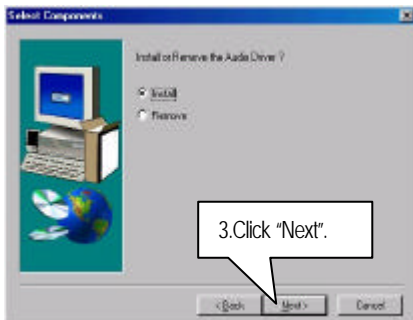 Select Components
Install or Remove the Audio Driver ?
Install
Remove
3.Click “Next”.
< Back
Next >
Cancel